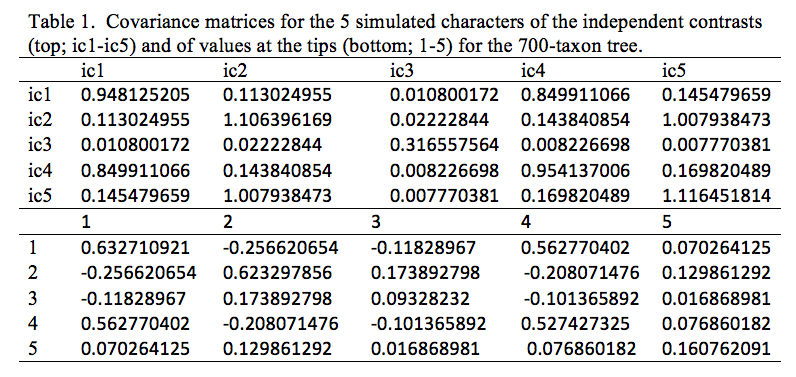 Table 1.  Covariance matrices for the 5 simulated characters of the independent contrasts
(top; ic1-ic5) and of values at the tips (bottom; 1-5) for the 700-taxon tree.
ic1 ic2 ic3 ic4 ic5
ic1 0.948125205 0.113024955 0.010800172 0.849911066 0.145479659
ic2 0.113024955 1.106396169 0.02222844 0.143840854 1.007938473
ic3 0.010800172 0.02222844 0.316557564 0.008226698 0.007770381
ic4 0.849911066 0.143840854 0.008226698 0.954137006 0.169820489
ic5 0.145479659 1.007938473 0.007770381 0.169820489 1.116451814
1 2 3 4 5
1 0.632710921 -0.256620654 -0.11828967 0.562770402 0.070264125
2 -0.256620654 0.623297856 0.173892798 -0.208071476 0.129861292
3 -0.11828967 0.173892798 0.09328232 -0.101365892 0.016868981
4 0.562770402 -0.208071476 -0.101365892 0.527427325 0.076860182
5 0.070264125 0.129861292 0.016868981 0.076860182 0.160762091